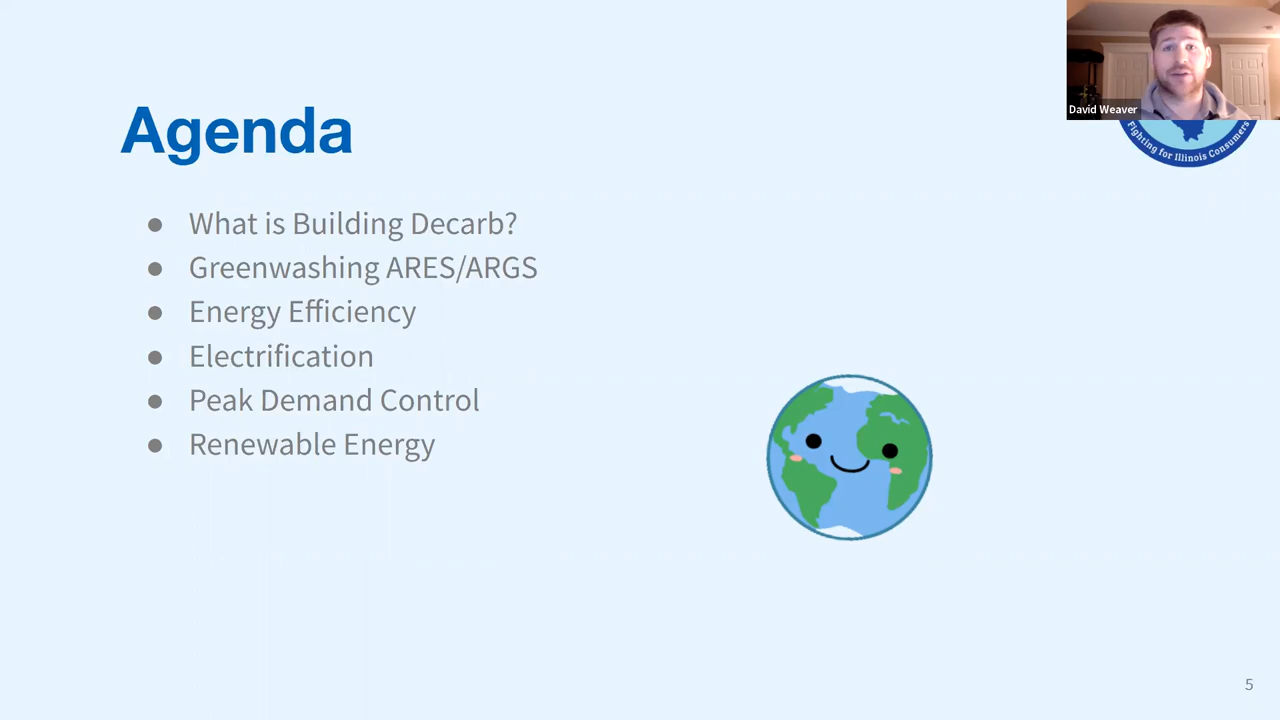 David Weaver
Fighting for Illinois Consumers
Agenda
● What is Building Decarb?
● Greenwashing ARES/ARGS
● Energy Efficiency
● Electrification
● Peak Demand Control
● Renewable Energy
5